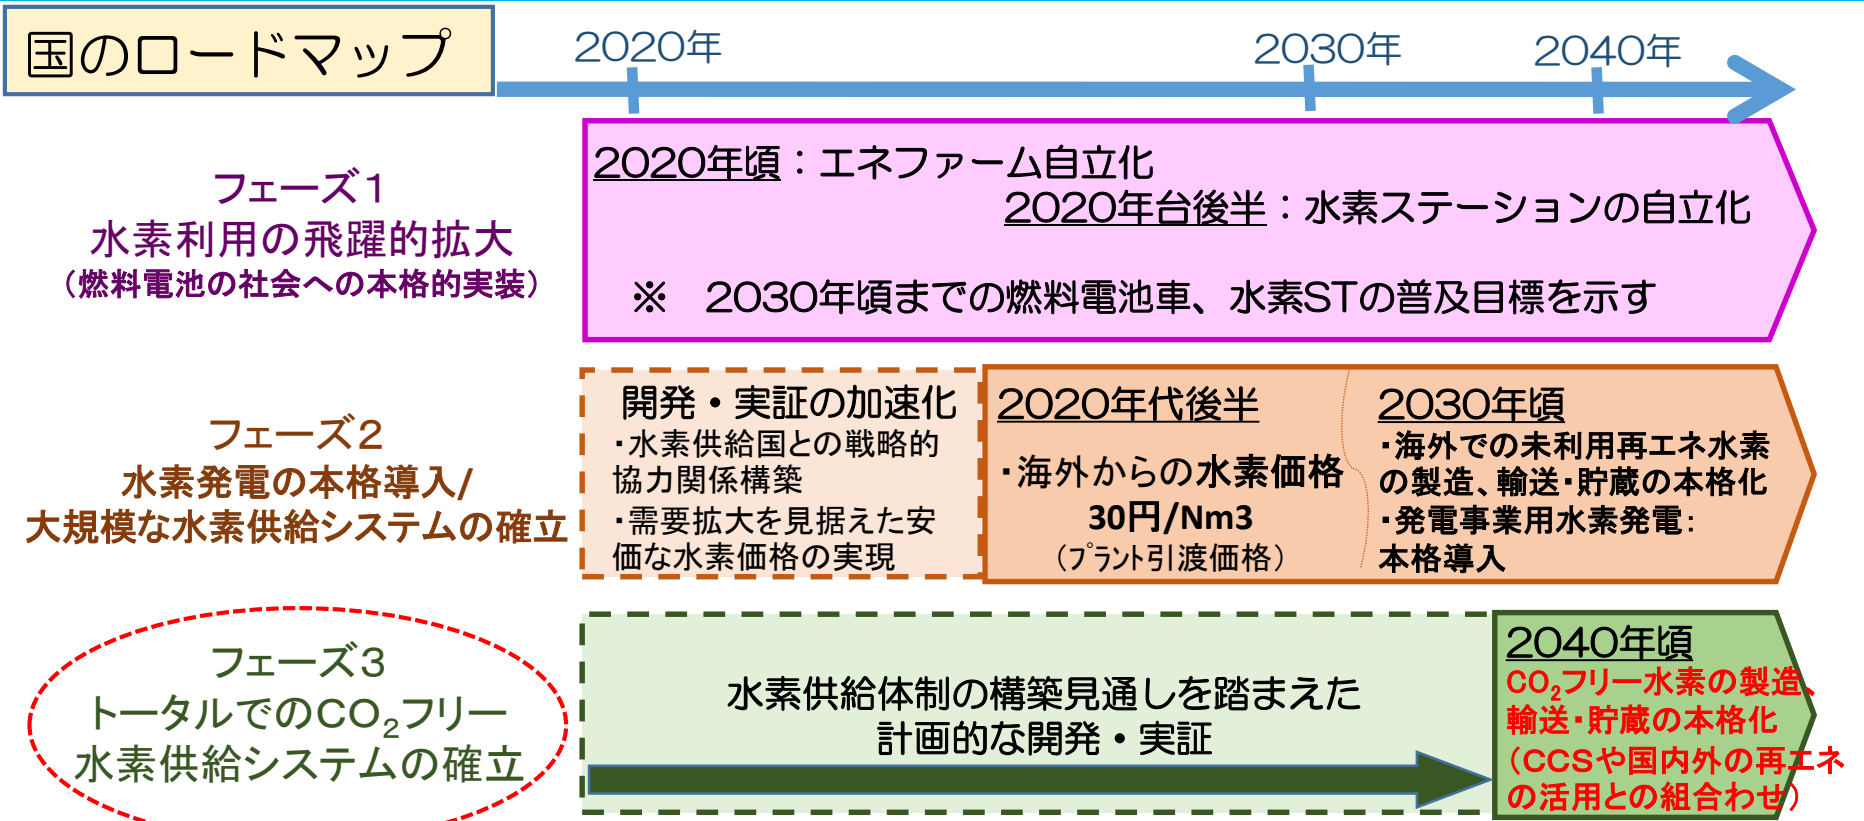 国のロードマップ
2020年
2030年
2040年
フェーズ1
水素利用の飛躍的拡大
(燃料電池の社会への本格的実装)
2020年頃：エネファーム自立化
2020年台後半：水素ステーションの自立化
※　2030年頃までの燃料電池車、水素STの普及目標を示す
フェーズ2
水素発電の本格導入/
大規模な水素供給システムの確立
開発・実証の加速化
・水素供給国との戦略的
協力関係構築
・需要拡大を見据えた安
価な水素価格の実現
2020年代後半
・海外からの水素価格
30円/Nm3
(プラント引渡価格)
2030年頃
・海外での未利用再エネ水素
の製造、輸送・貯蔵の本格化
・発電事業用水素発電：
本格導入
フェーズ3
トータルでのCO₂フリー
水素供給システムの確立
水素供給体制の構築見通しを踏まえた
計画的な開発・実証
2040年頃
CO₂フリー水素の製造、
輸送・貯蔵の本格化
(CCSや国内外の再エネ
の活用との組合わせ)